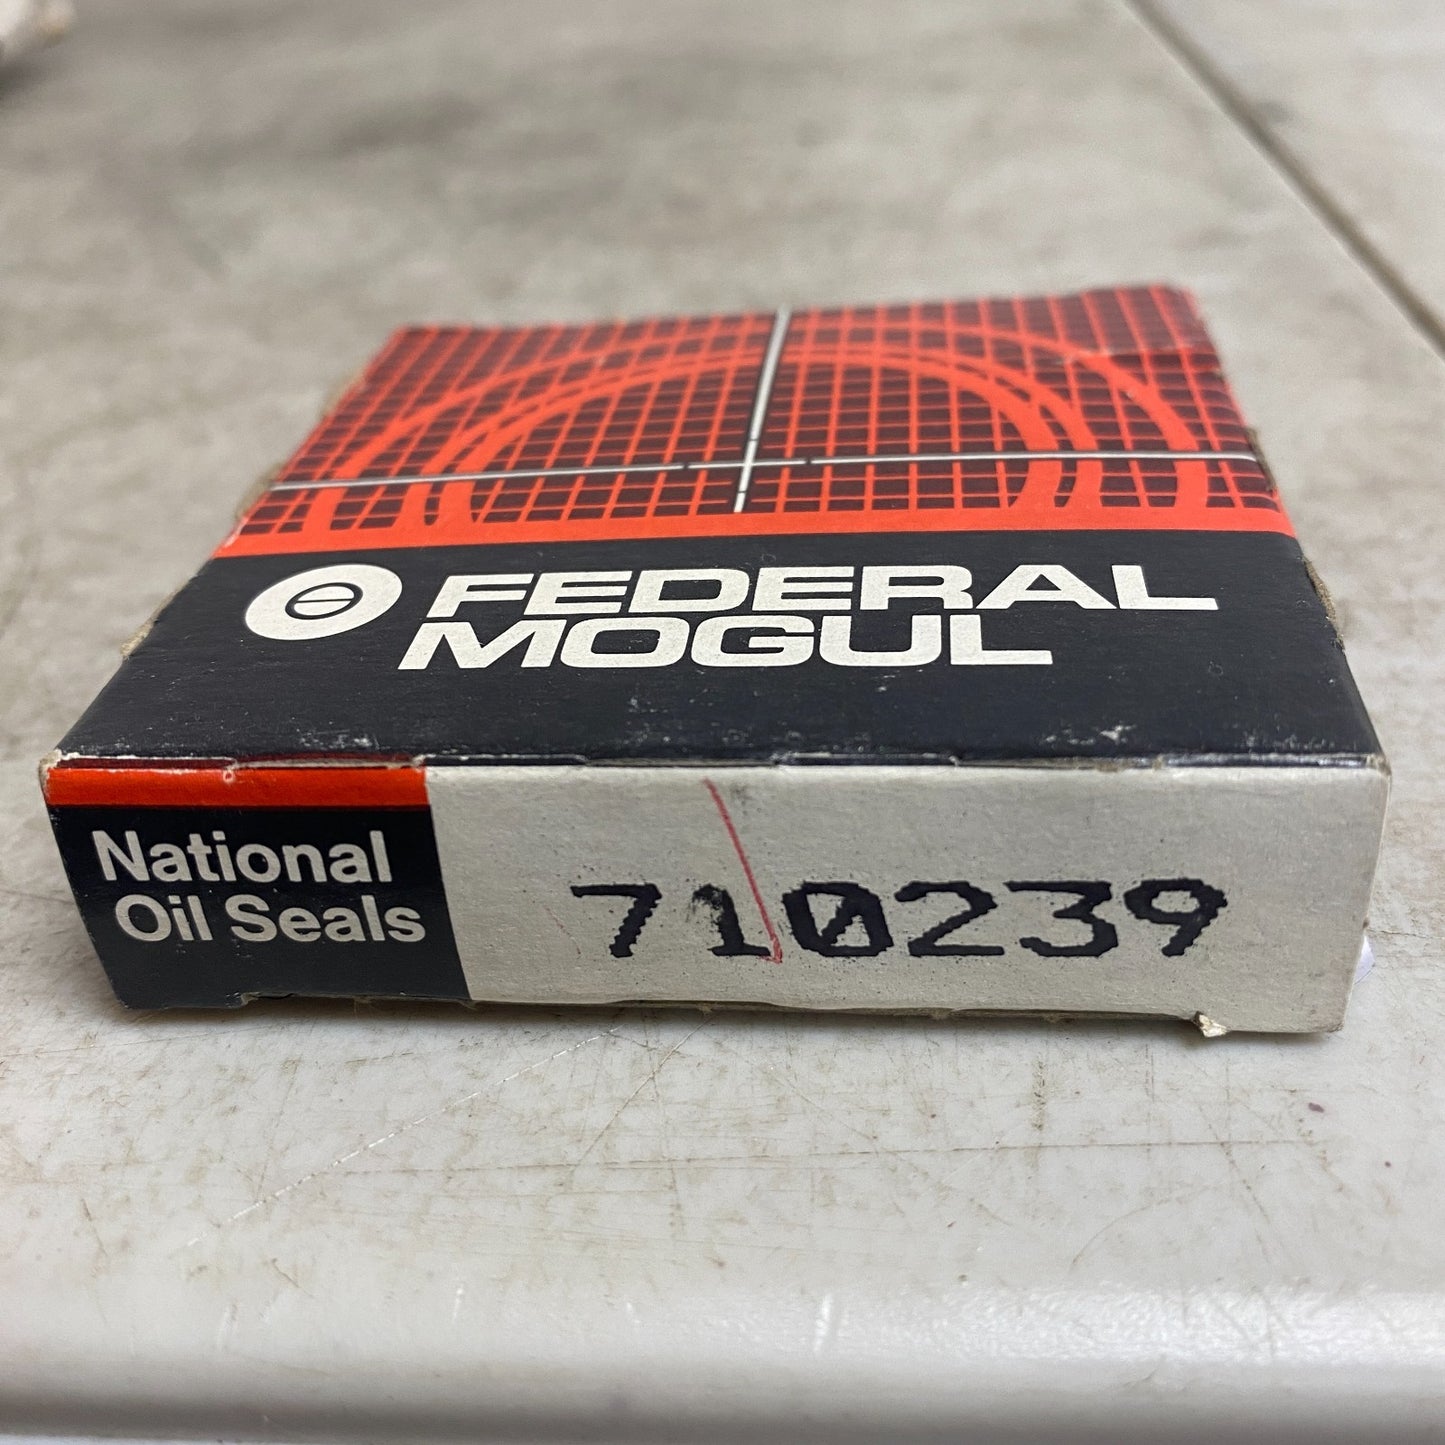 FEDERAL
MOGUL
National
Oil Seals
710239